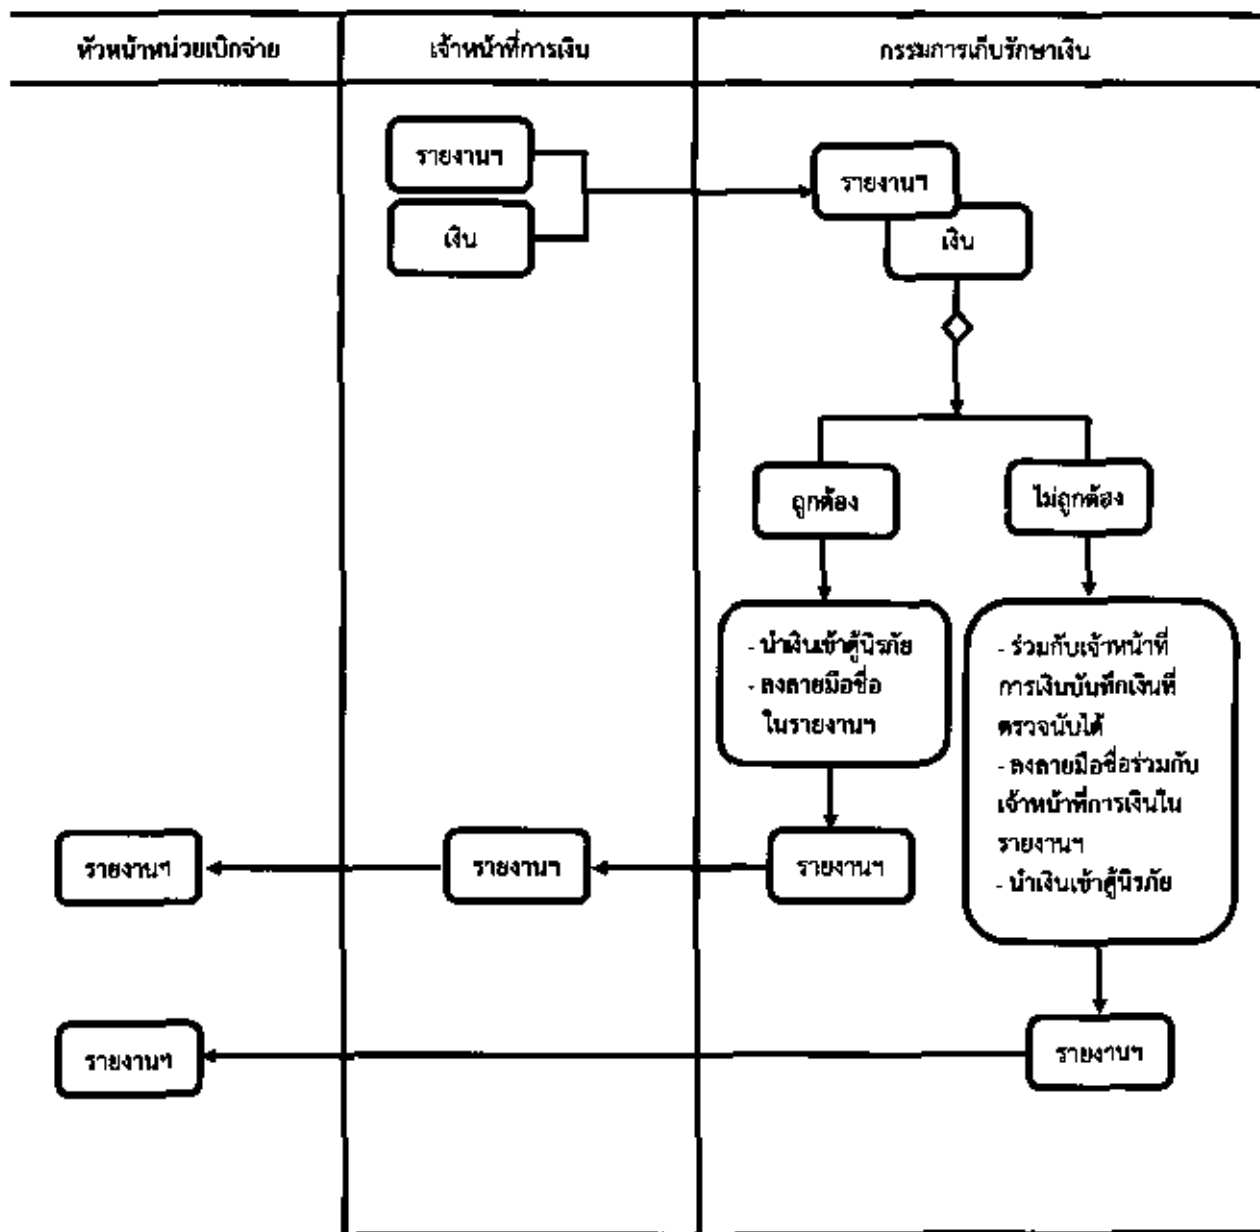 หัวหน้าหน่วยเบิกจ่าย
เจ้าหน้าที่การเงิน
กรรมการเก็บรักษาเงิน
รายงานฯ
เงิน
รายงานฯ
เงิน
ถูกต้อง
ไม่ถูกต้อง
- นำเงินเข้าตู้นิรภัย
- ลงลายมือชื่อ
ในรายงานฯ
- ร่วมกับเจ้าหน้าที่
การเงินบันทึกเงินที่
ตรวจนับได้
- ลงลายมือชื่อร่วมกับ
เจ้าหน้าที่การเงินใน
รายงานฯ
- นำเงินเข้าตู้นิรภัย
รายงานฯ
รายงานฯ
รายงานฯ
รายงานฯ
รายงานฯ